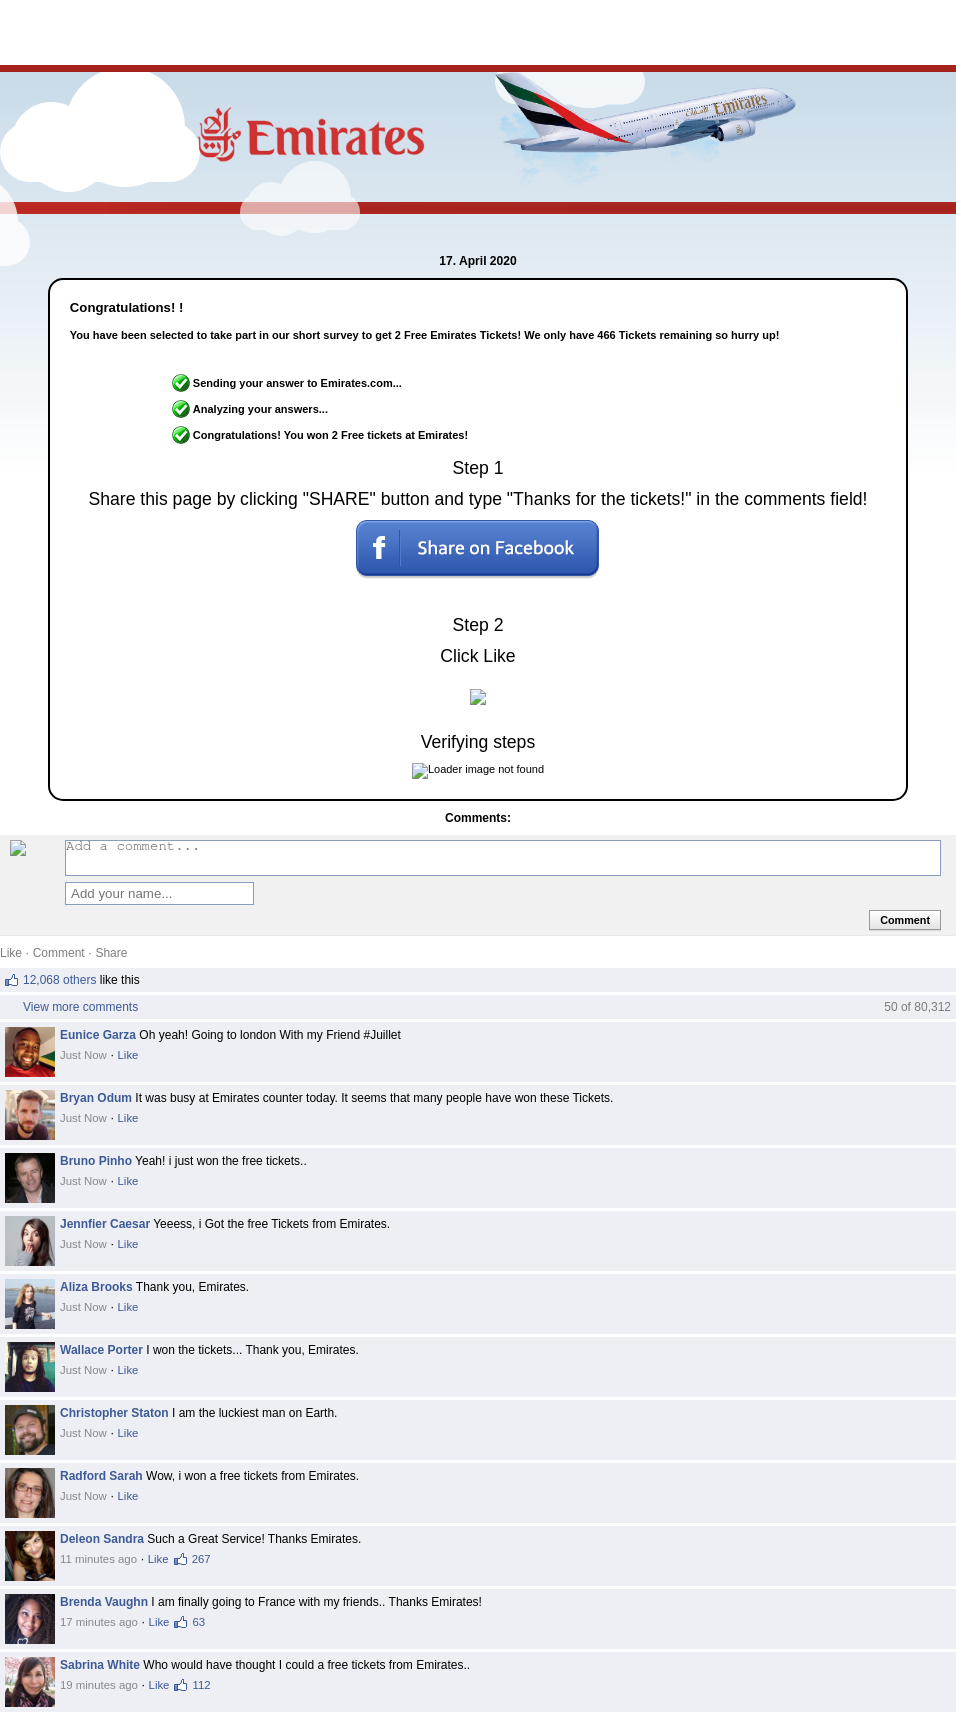 Emirates
Emirates
17. April 2020
Congratulations! !
You have been selected to take part in our short survey to get 2 Free Emirates Tickets! We only have 466 Tickets remaining so hurry up!
Sending your answer to Emirates.com...
Analyzing your answers...
Congratulations! You won 2 Free tickets at Emirates!
Step 1
Share this page by clicking "SHARE" button and type "Thanks for the tickets!" in the comments field!
f Share on Facebook
Step 2
Click Like
Verifying steps
Loader image not found
Comments:
Add a comment...
Add your name...
Comment
Like · Comment · Share
12,068 others like this
View more comments 50 of 80,312
Eunice Garza Oh yeah! Going to london With my Friend #Juillet
Just Now · Like
Bryan Odum It was busy at Emirates counter today. It seems that many people have won these Tickets.
Just Now · Like
Bruno Pinho Yeah! i just won the free tickets..
Just Now · Like
Jennfier Caesar Yeeess, i Got the free Tickets from Emirates.
Just Now · Like
Aliza Brooks Thank you, Emirates.
Just Now · Like
Wallace Porter I won the tickets... Thank you, Emirates.
Just Now · Like
Christopher Staton I am the luckiest man on Earth.
Just Now · Like
Radford Sarah Wow, i won a free tickets from Emirates.
Just Now · Like
Deleon Sandra Such a Great Service! Thanks Emirates.
11 minutes ago · Like 267
Brenda Vaughn I am finally going to France with my friends.. Thanks Emirates!
17 minutes ago · Like 63
Sabrina White Who would have thought I could a free tickets from Emirates..
19 minutes ago · Like 112